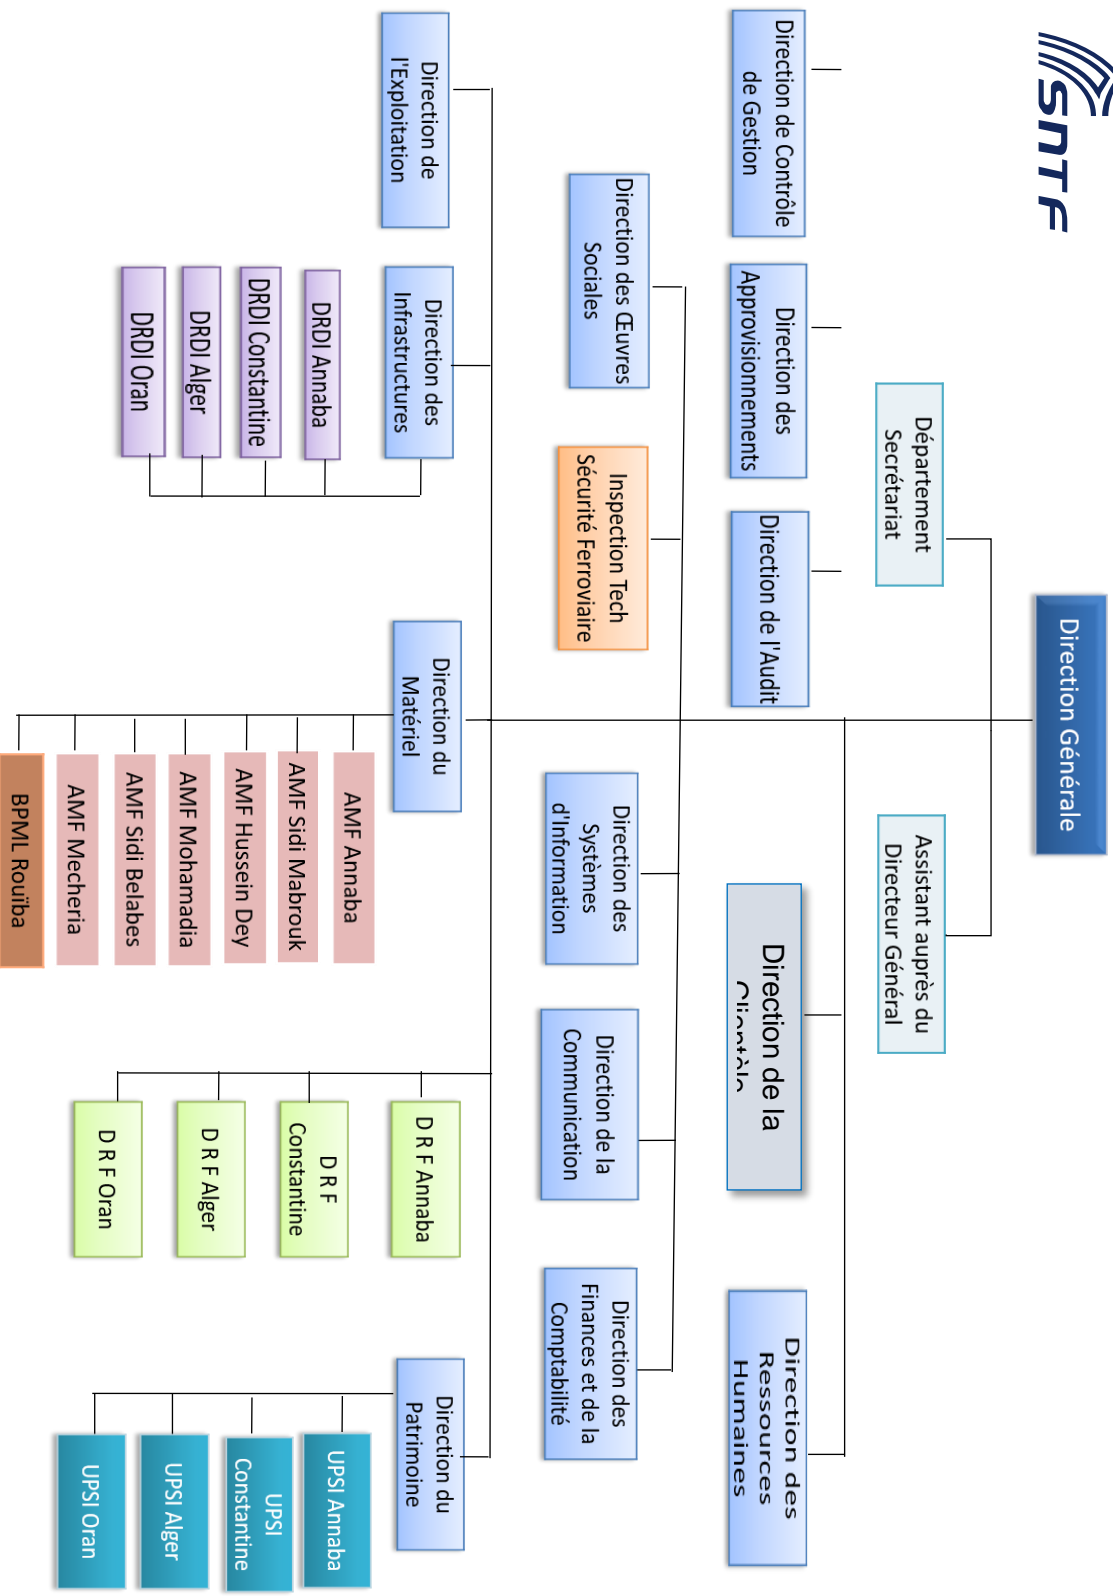 SNTF
Direction Générale
Département
Secrétariat
Assistant auprès du
Directeur Général
Direction de Contrôle
de Gestion
Direction des
Approvisionnements
Direction de l'Audit
Direction de la
Clientèle
Direction des
Ressources
Humaines
Direction des Œuvres
Sociales
Inspection Tech
Sécurité Ferroviaire
Direction des
Systèmes
d'Information
Direction de la
Communication
Direction des
Finances et de la
Comptabilité
Direction de
l'Exploitation
Direction des
Infrastructures
DRDI Annaba
DRDI Constantine
DRDI Alger
DRDI Oran
Direction du
Matériel
AMF Annaba
AMF Sidi Mabrouk
AMF Hussein Dey
AMF Mohamadia
AMF Sidi Belabes
AMF Mecheria
BPML Rouïba
D R F Annaba
D R F
Constantine
D R F Alger
D R F Oran
Direction du
Patrimoine
UPSI Annaba
UPSI
Constantine
UPSI Alger
UPSI Oran